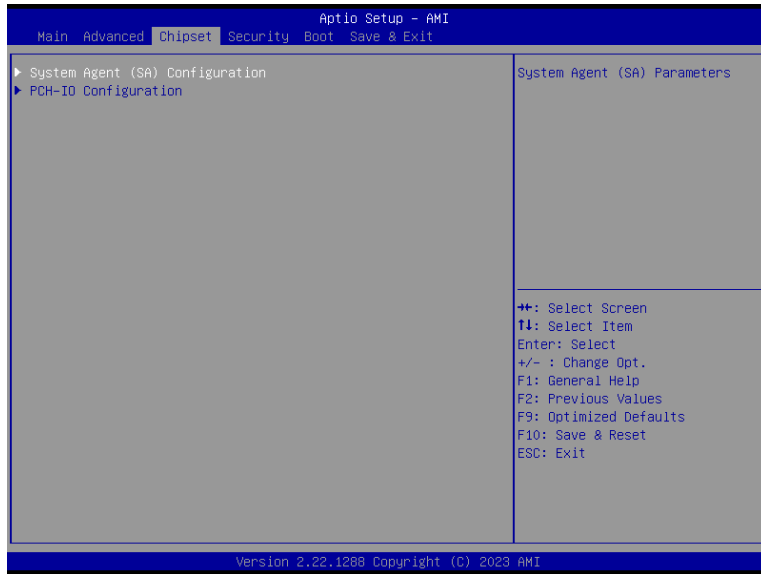 Aptio Setup – AMI
Main Advanced Chipset Security Boot Save & Exit
▶ System Agent (SA) Configuration
▶ PCH-IO Configuration
System Agent (SA) Parameters
→←: Select Screen
↑↓: Select Item
Enter: Select
+/- : Change Opt.
F1: General Help
F2: Previous Values
F9: Optimized Defaults
F10: Save & Reset
ESC: Exit
Version 2.22.1288 Copyright (C) 2023 AMI